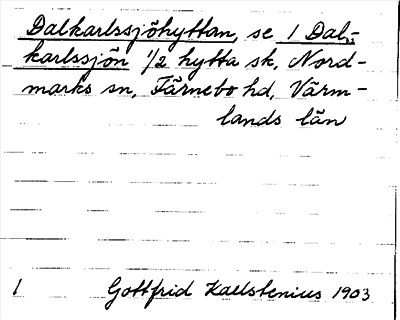 Dalkarlssjöhyttan, se 1 Dal-
karlssjön 1/2 hytta sk, Nord-
marks sn, Färnebo hd, Värm-
lands län
1 Gottfrid Kallstenius 1903